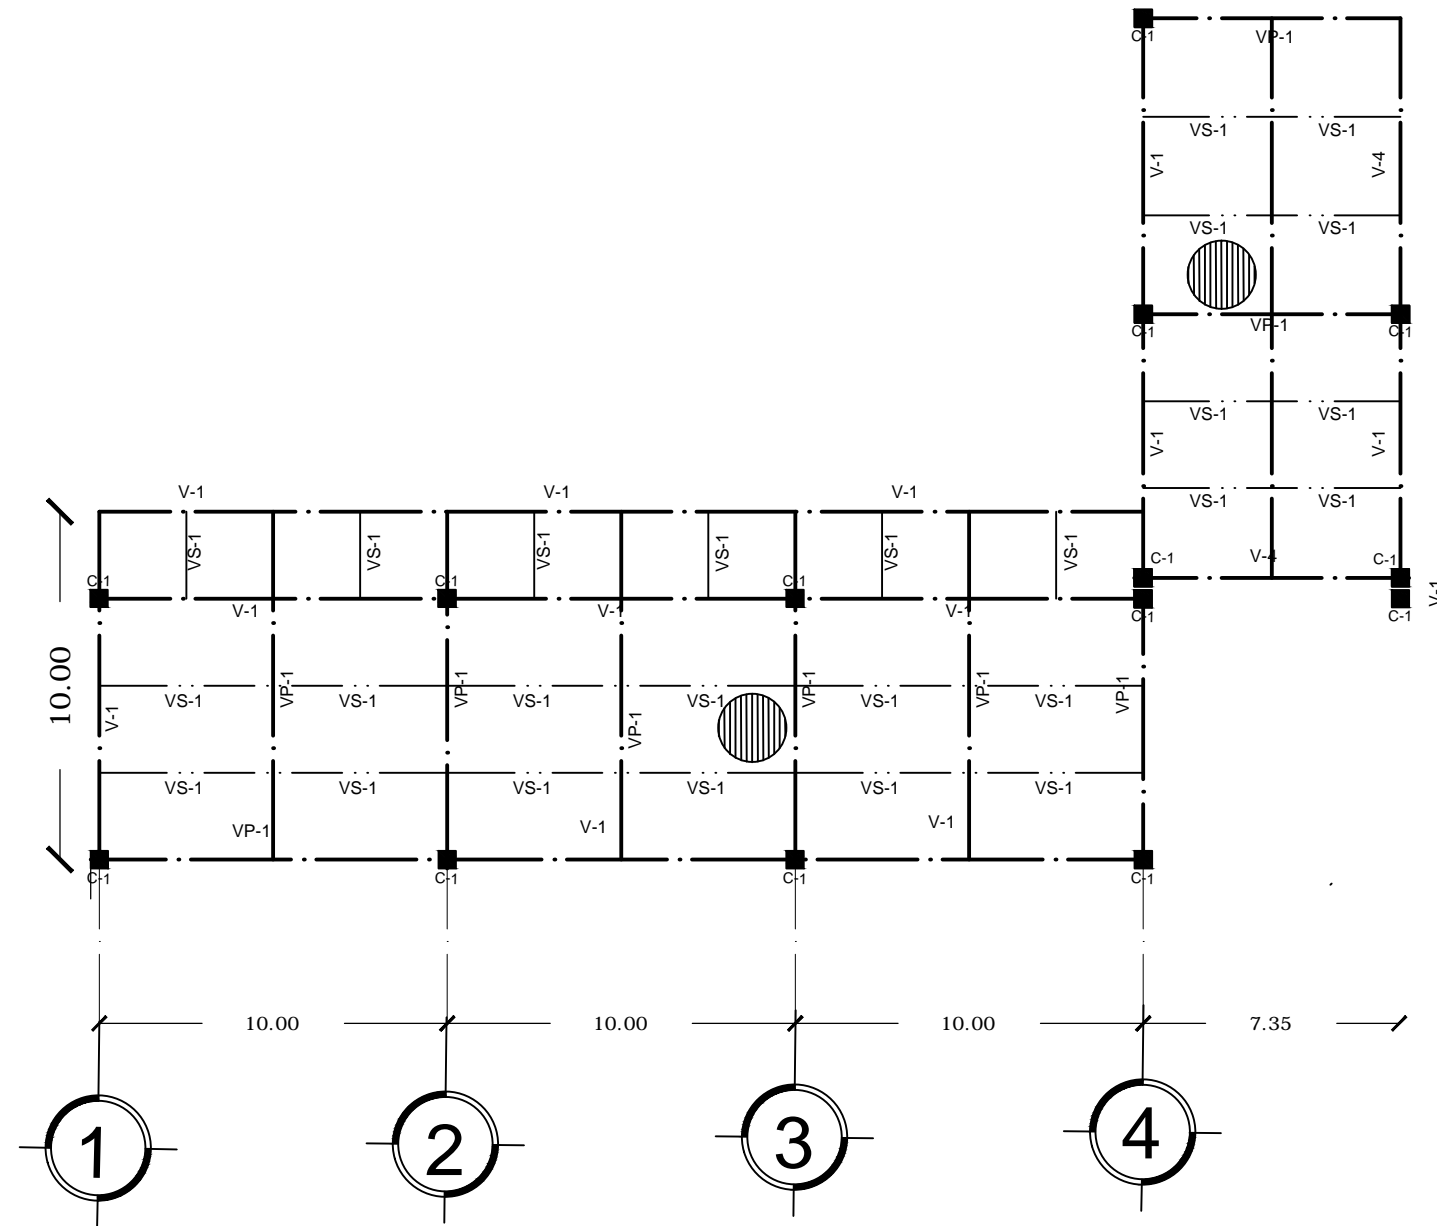 C-1
VP-1
VS-1 VS-1
V-1 V-4
VS-1 VS-1
C-1 VP-1 C-1
VS-1 VS-1
V-1 V-1
V-1 V-1 V-1
VS-1 VS-1
VS-1 VS-1 VS-1 VS-1 VS-1 VS-1
C-1 V-4 C-1
C-1 C-1 C-1
V-1 V-1 V-1 C-1 C-1 V-1
10.00
VP-1 VP-1 VP-1 VP-1 VP-1
VS-1 VS-1 VS-1 VS-1 VS-1 VS-1
V-1 VP-1
VS-1 VS-1 VS-1 VS-1 VS-1 VS-1
VP-1 V-1 V-1
C-1 C-1 C-1 C-1
10.00 10.00 10.00 7.35
1 2 3 4